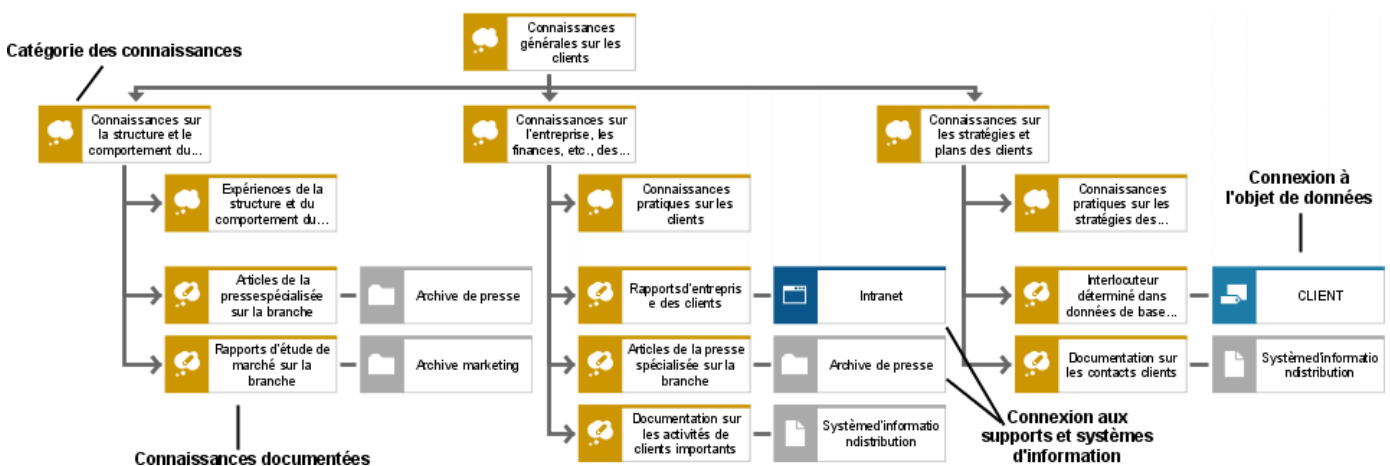 Connaissances
générales sur les
clients
Catégorie des connaissances
Connaissances sur
la structure et le
comportement du...
Connaissances sur
l'entreprise, les
finances, etc., des...
Connaissances sur
les stratégies et
plans des clients
Expériences de la
structure et du
comportement du...
Connaissances
pratiques sur les
clients
Connaissances
pratiques sur les
stratégies des...
Connexion à
l'objet de données
Articles de la
pressespécialisée
sur la branche
Archive de presse
Rapportsd'entrepris
e des clients
Intranet
Interlocuteur
déterminé dans
données de base...
CLIENT
Rapports d'étude de
marché sur la
branche
Archive marketing
Articles de la presse
spécialisée sur la
branche
Archive de presse
Documentation sur
les contacts clients
Systèmed'informatio
ndistribution
Documentation sur
les activités de
clients importants
Systèmed'informatio
ndistribution
Connexion aux
supports et systèmes
d'information
Connaissances documentées